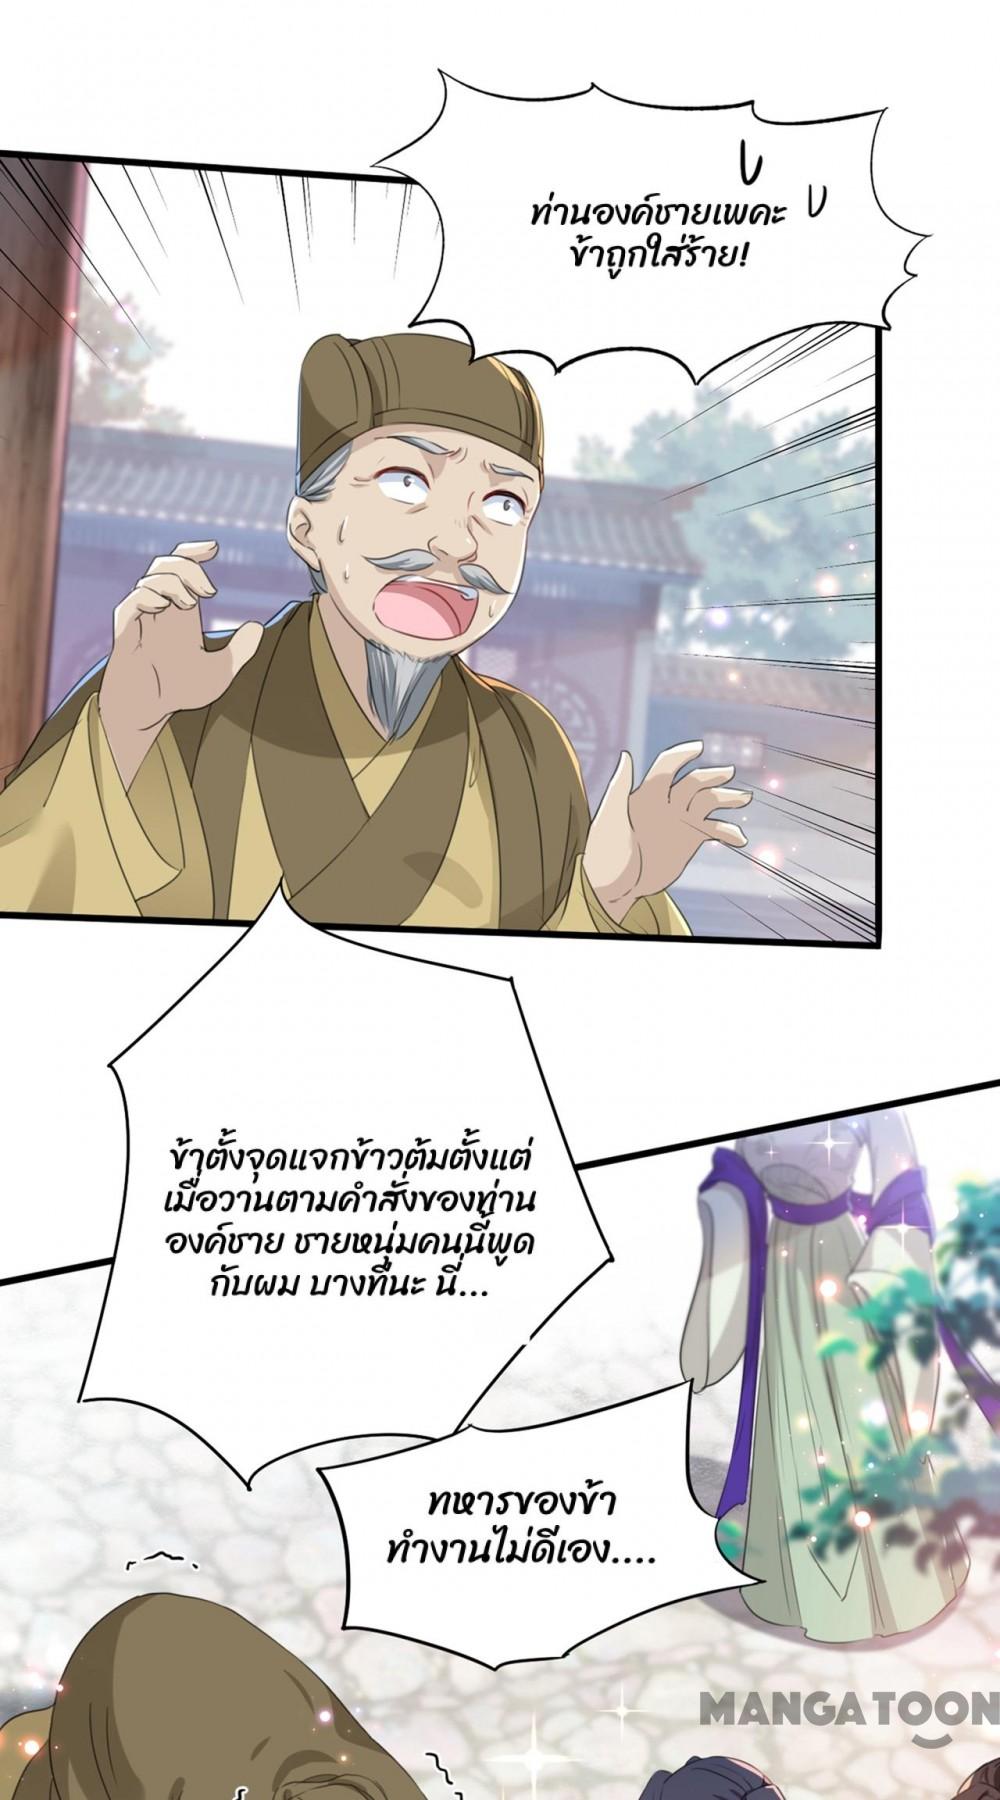 ท่านองค์ชายเพคะ
ข้าถูกใส่ร้าย!
ข้าตั้งจุดแจกข้าวต้มตั้งแต่
เมื่อวานตามคำสั่งของท่าน
องค์ชาย ชายหนุ่มคนนี้พูด
กับผม บางทีนะ นี่...
ทหารของข้า
ทำงานไม่ดีเอง....
MANGATOON